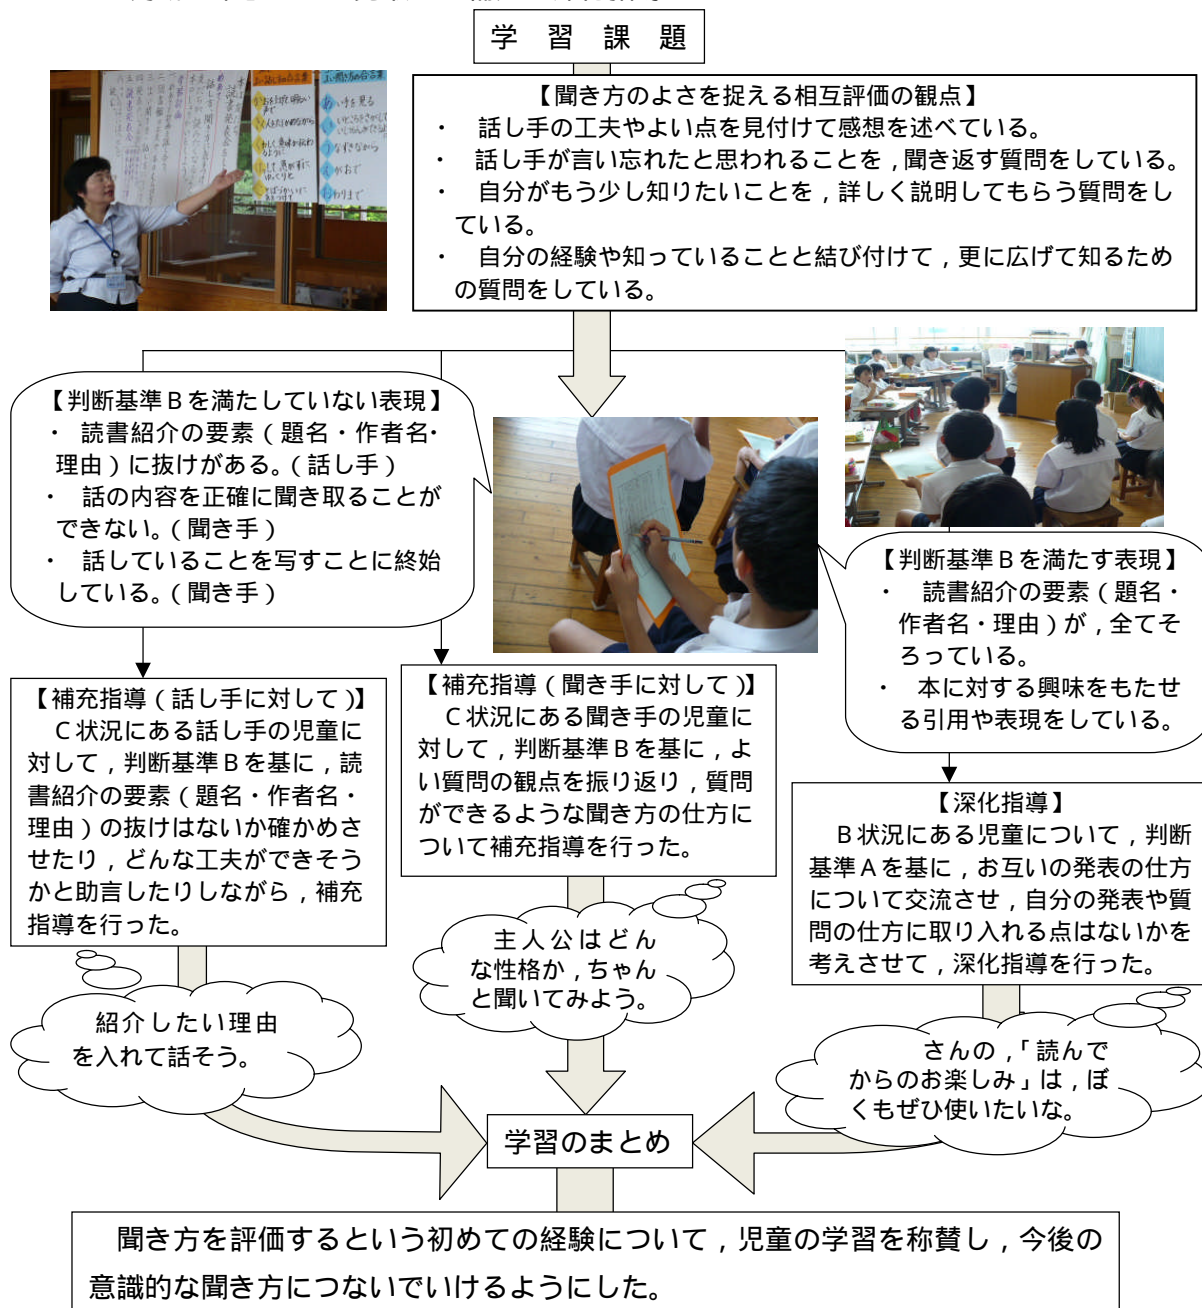 学 習 課 題
【聞き方のよさを捉える相互評価の観点】
・ 話し手の工夫やよい点を見付けて感想を述べている。
・ 話し手が言い忘れたと思われることを，聞き返す質問をしている。
・ 自分がもう少し知りたいことを，詳しく説明してもらう質問をし
ている。
・ 自分の経験や知っていることと結び付けて，更に広げて知るため
の質問をしている。
【判断基準Ｂを満たしていない表現】
・ 読書紹介の要素（題名・作者名・
理由）に抜けがある。（話し手）
・ 話の内容を正確に聞き取ることが
できない。（聞き手）
・ 話していることを写すことに終始
している。（聞き手）
【判断基準Ｂを満たす表現】
・ 読書紹介の要素（題名・
作者名・理由）が，全てそ
ろっている。
・ 本に対する興味をもたせ
る引用や表現をしている。
【補充指導（話し手に対して）】
Ｃ状況にある話し手の児童に
対して，判断基準Ｂを基に，読
書紹介の要素（題名・作者名・
理由）の抜けはないか確かめさ
せたり，どんな工夫ができそう
かと助言したりしながら，補充
指導を行った。
【補充指導（聞き手に対して）】
Ｃ状況にある聞き手の児童に
対して，判断基準Ｂを基に，よ
い質問の観点を振り返り，質問
ができるような聞き方の仕方に
ついて補充指導を行った。
【深化指導】
Ｂ状況にある児童について，判断
基準Ａを基に，お互いの発表の仕方
について交流させ，自分の発表や質
問の仕方に取り入れる点はないかを
考えさせて，深化指導を行った。
紹介したい理由
を入れて話そう。
主人公はどん
な性格か，ちゃん
と聞いてみよう。
さんの，「読んで
からのお楽しみ」は，ぼ
くもぜひ使いたいな。
学習のまとめ
聞き方を評価するという初めての経験について，児童の学習を称賛し，今後の
意識的な聞き方につないでいけるようにした。